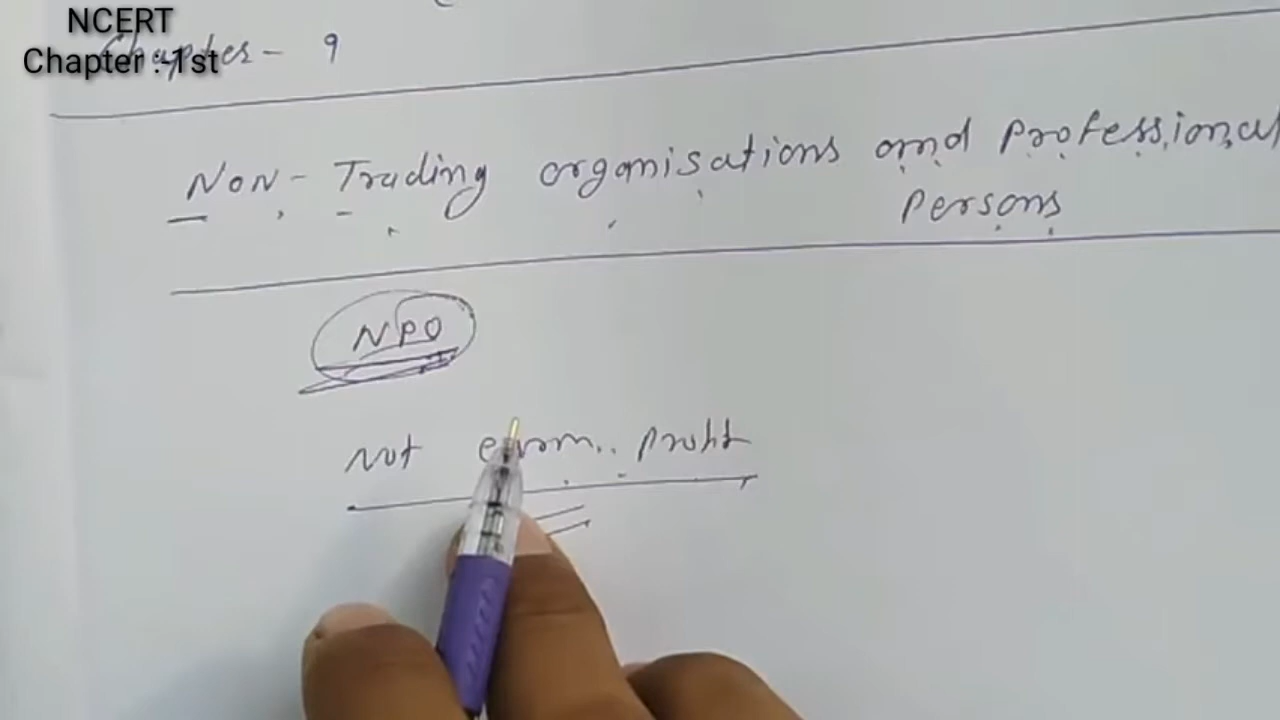 NCERT
Chapter :- 1st
Chapter - 9
Non-Trading organisations and Professional
Persons
NPO
Not earn.. profit